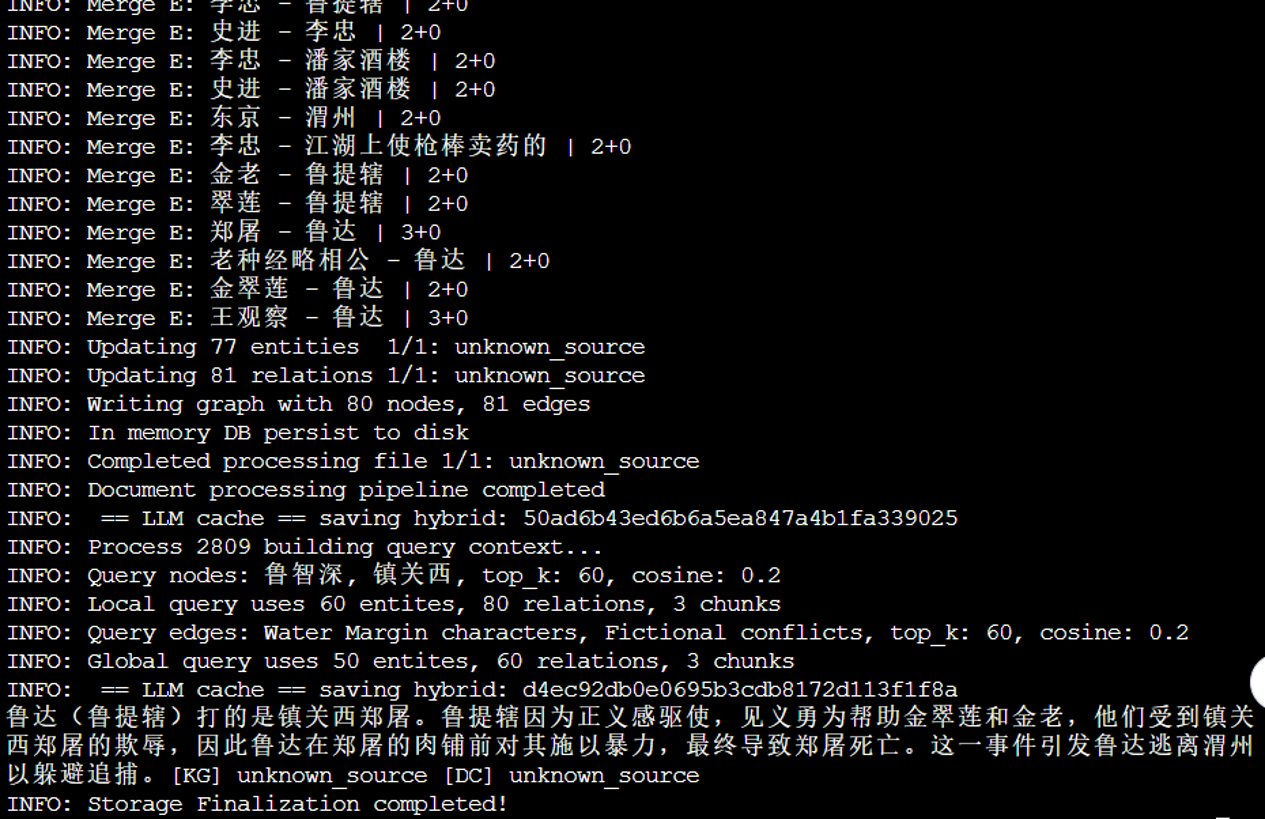 INFO: Merge E: 李忠 - 鲁提辖 | 2+0
INFO: Merge E: 史进 - 李忠 | 2+0
INFO: Merge E: 李忠 - 潘家酒楼 | 2+0
INFO: Merge E: 史进 - 潘家酒楼 | 2+0
INFO: Merge E: 东京 - 渭州 | 2+0
INFO: Merge E: 李忠 - 江湖上使枪棒卖药的 | 2+0
INFO: Merge E: 金老 - 鲁提辖 | 2+0
INFO: Merge E: 翠莲 - 鲁提辖 | 2+0
INFO: Merge E: 郑屠 - 鲁达 | 3+0
INFO: Merge E: 老种经略相公 - 鲁达 | 2+0
INFO: Merge E: 金翠莲 - 鲁达 | 2+0
INFO: Merge E: 王观察 - 鲁达 | 3+0
INFO: Updating 77 entities  1/1: unknown_source
INFO: Updating 81 relations 1/1: unknown_source
INFO: Writing graph with 80 nodes, 81 edges
INFO: In memory DB persist to disk
INFO: Completed processing file 1/1: unknown_source
INFO: Document processing pipeline completed
INFO:  == LLM cache == saving hybrid: 50ad6b43ed6b6a5ea847a4b1fa339025
INFO: Process 2809 building query context...
INFO: Query nodes: 鲁智深, 镇关西, top_k: 60, cosine: 0.2
INFO: Local query uses 60 entites, 80 relations, 3 chunks
INFO: Query edges: Water Margin characters, Fictional conflicts, top_k: 60, cosine: 0.2
INFO: Global query uses 50 entites, 60 relations, 3 chunks
INFO:  == LLM cache == saving hybrid: d4ec92db0e0695b3cdb8172d113f1f8a
鲁达（鲁提辖）打的是镇关西郑屠。鲁提辖因为正义感驱使，见义勇为帮助金翠莲和金老，他们受到镇关
西郑屠的欺辱，因此鲁达在郑屠的肉铺前对其施以暴力，最终导致郑屠死亡。这一事件引发鲁达逃离渭州
以躲避追捕。[KG] unknown_source [DC] unknown_source
INFO: Storage Finalization completed!